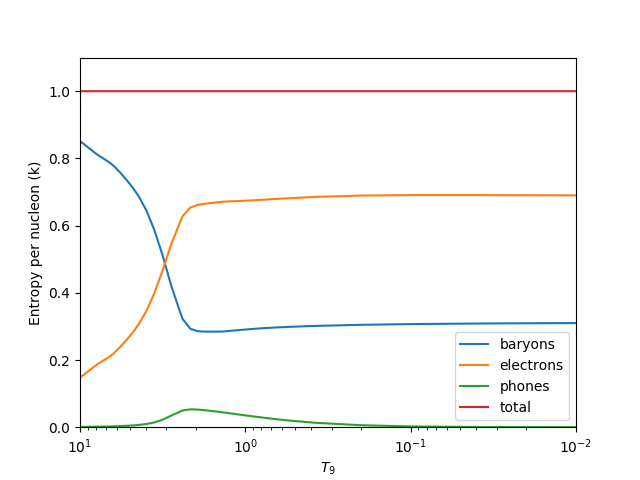 1.0
0.8
0.6
0.4
0.2
0.0
Entropy per nucleon (k)
baryons
electrons
phones
total
10¹
10⁰
10⁻¹
10⁻²
T₉